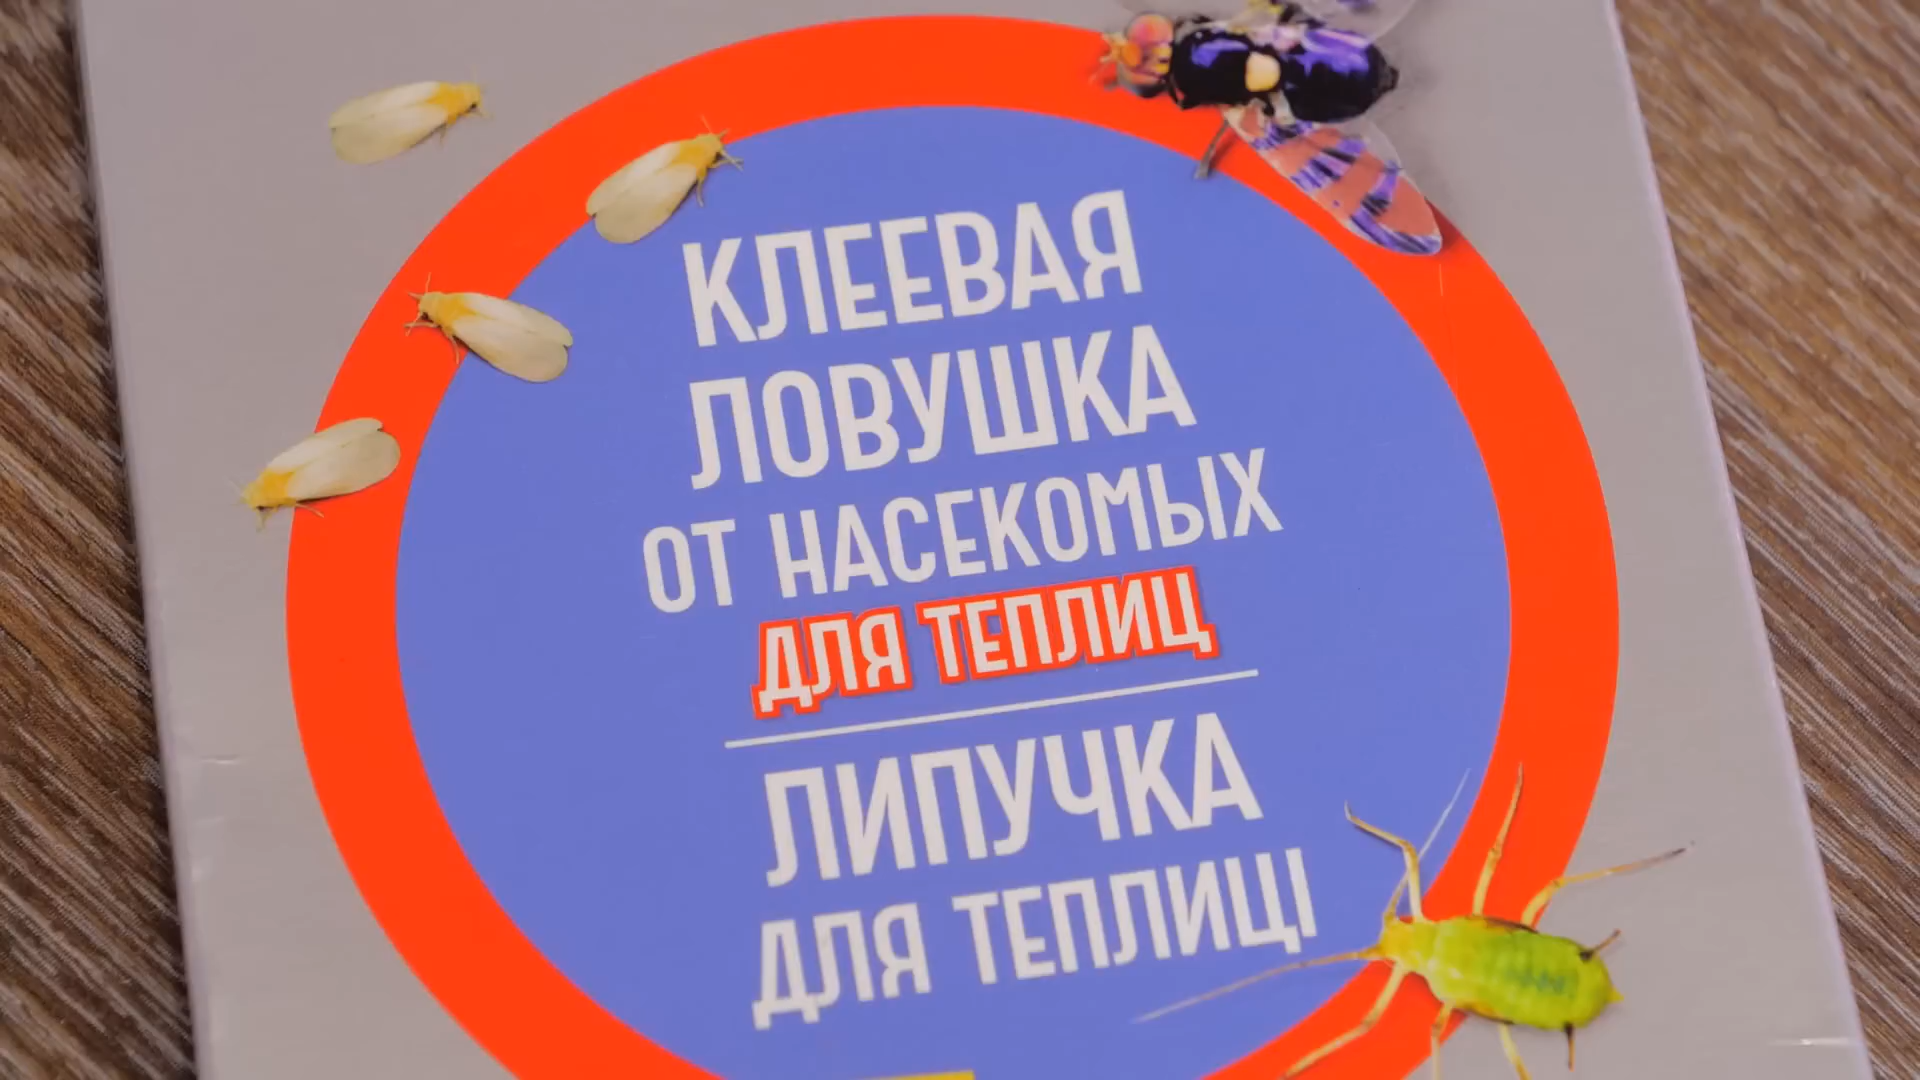 КЛЕЕВАЯ
ЛОВУШКА
ОТ НАСЕКОМЫХ
ДЛЯ ТЕПЛИЦ
ЛИПУЧКА
ДЛЯ ТЕПЛИЦІ